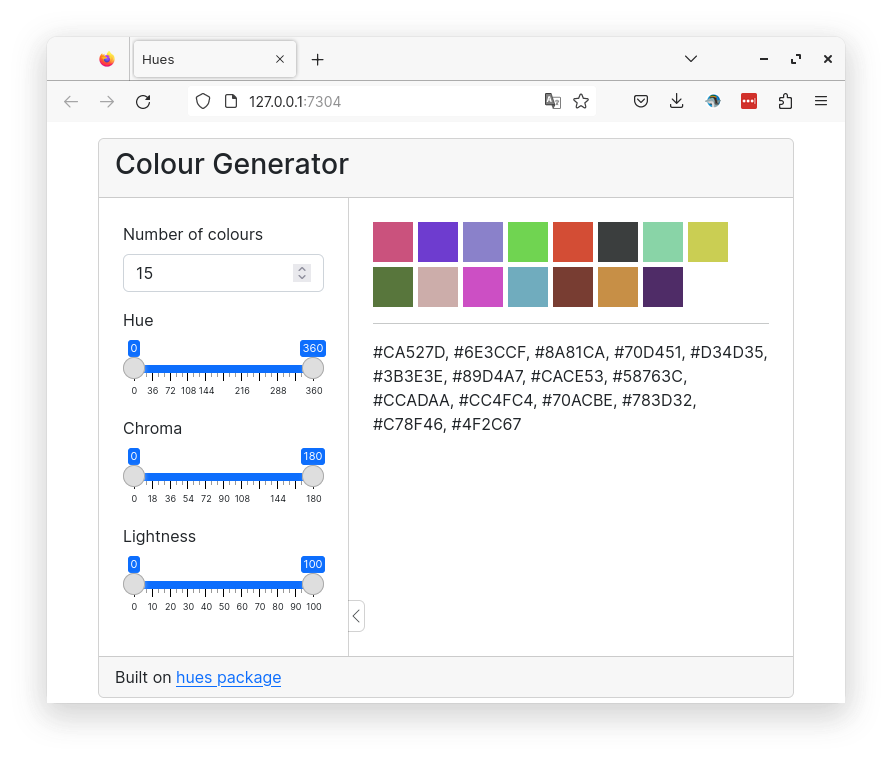 Hues
127.0.0.1:7304
Colour Generator
Number of colours
15
Hue
0 360
0 36 72 108 144 216 288 360
Chroma
0 180
0 18 36 54 72 90 108 144 180
Lightness
0 100
0 10 20 30 40 50 60 70 80 90 100
#CA527D, #6E3CCF, #8A81CA, #70D451, #D34D35,
#3B3E3E, #89D4A7, #CACE53, #58763C,
#CCADAA, #CC4FC4, #70ACBE, #783D32,
#C78F46, #4F2C67
Built on hues package